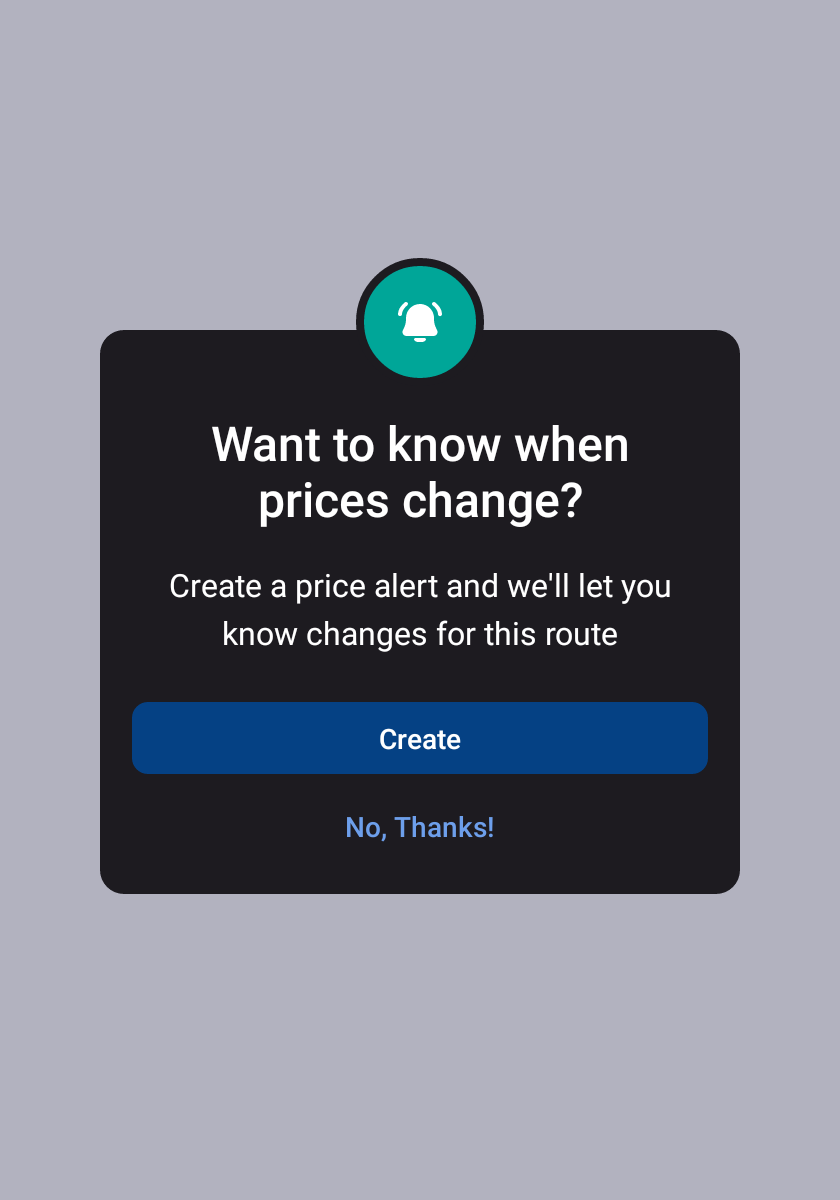 Want to know when
prices change?
Create a price alert and we'll let you
know changes for this route
Create
No, Thanks!